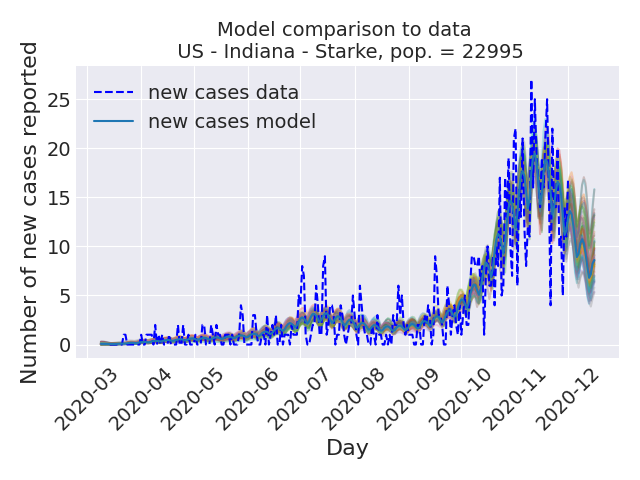 Model comparison to data
US - Indiana - Starke, pop. = 22995
Number of new cases reported
25
20
15
10
5
0
new cases data
new cases model
2020-03
2020-04
2020-05
2020-06
2020-07
2020-08
2020-09
2020-10
2020-11
2020-12
Day